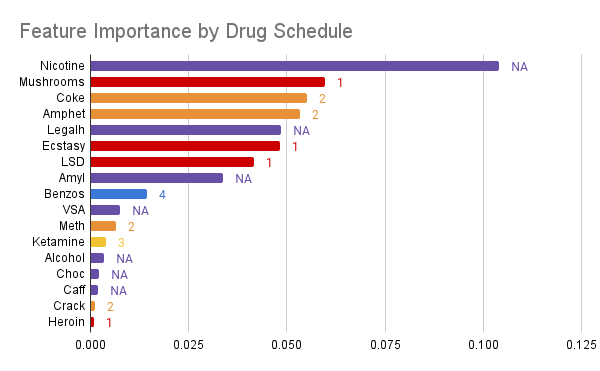 Feature Importance by Drug Schedule
Nicotine NA
Mushrooms 1
Coke 2
Amphet 2
Legalh NA
Ecstasy 1
LSD 1
Amyl NA
Benzos 4
VSA NA
Meth 2
Ketamine 3
Alcohol NA
Choc NA
Caff NA
Crack 2
Heroin 1
0.000 0.025 0.050 0.075 0.100 0.125